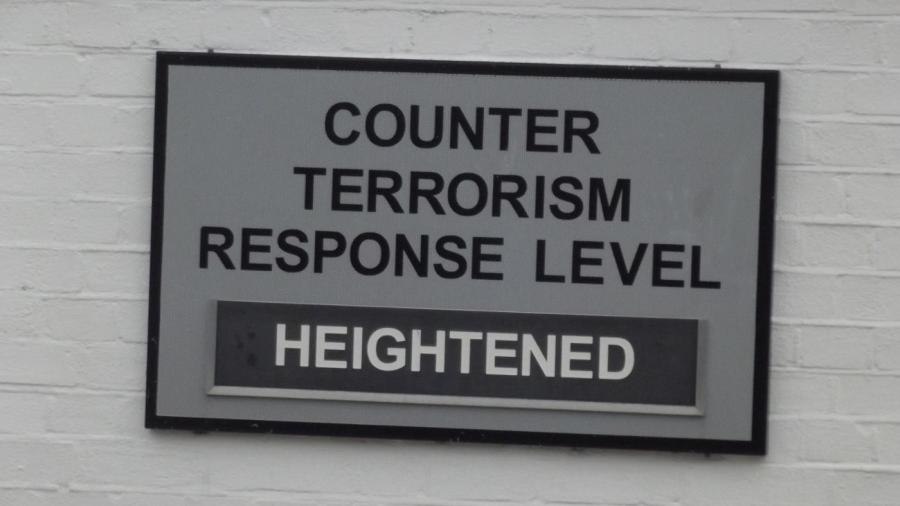 COUNTER
TERRORISM
RESPONSE LEVEL
HEIGHTENED